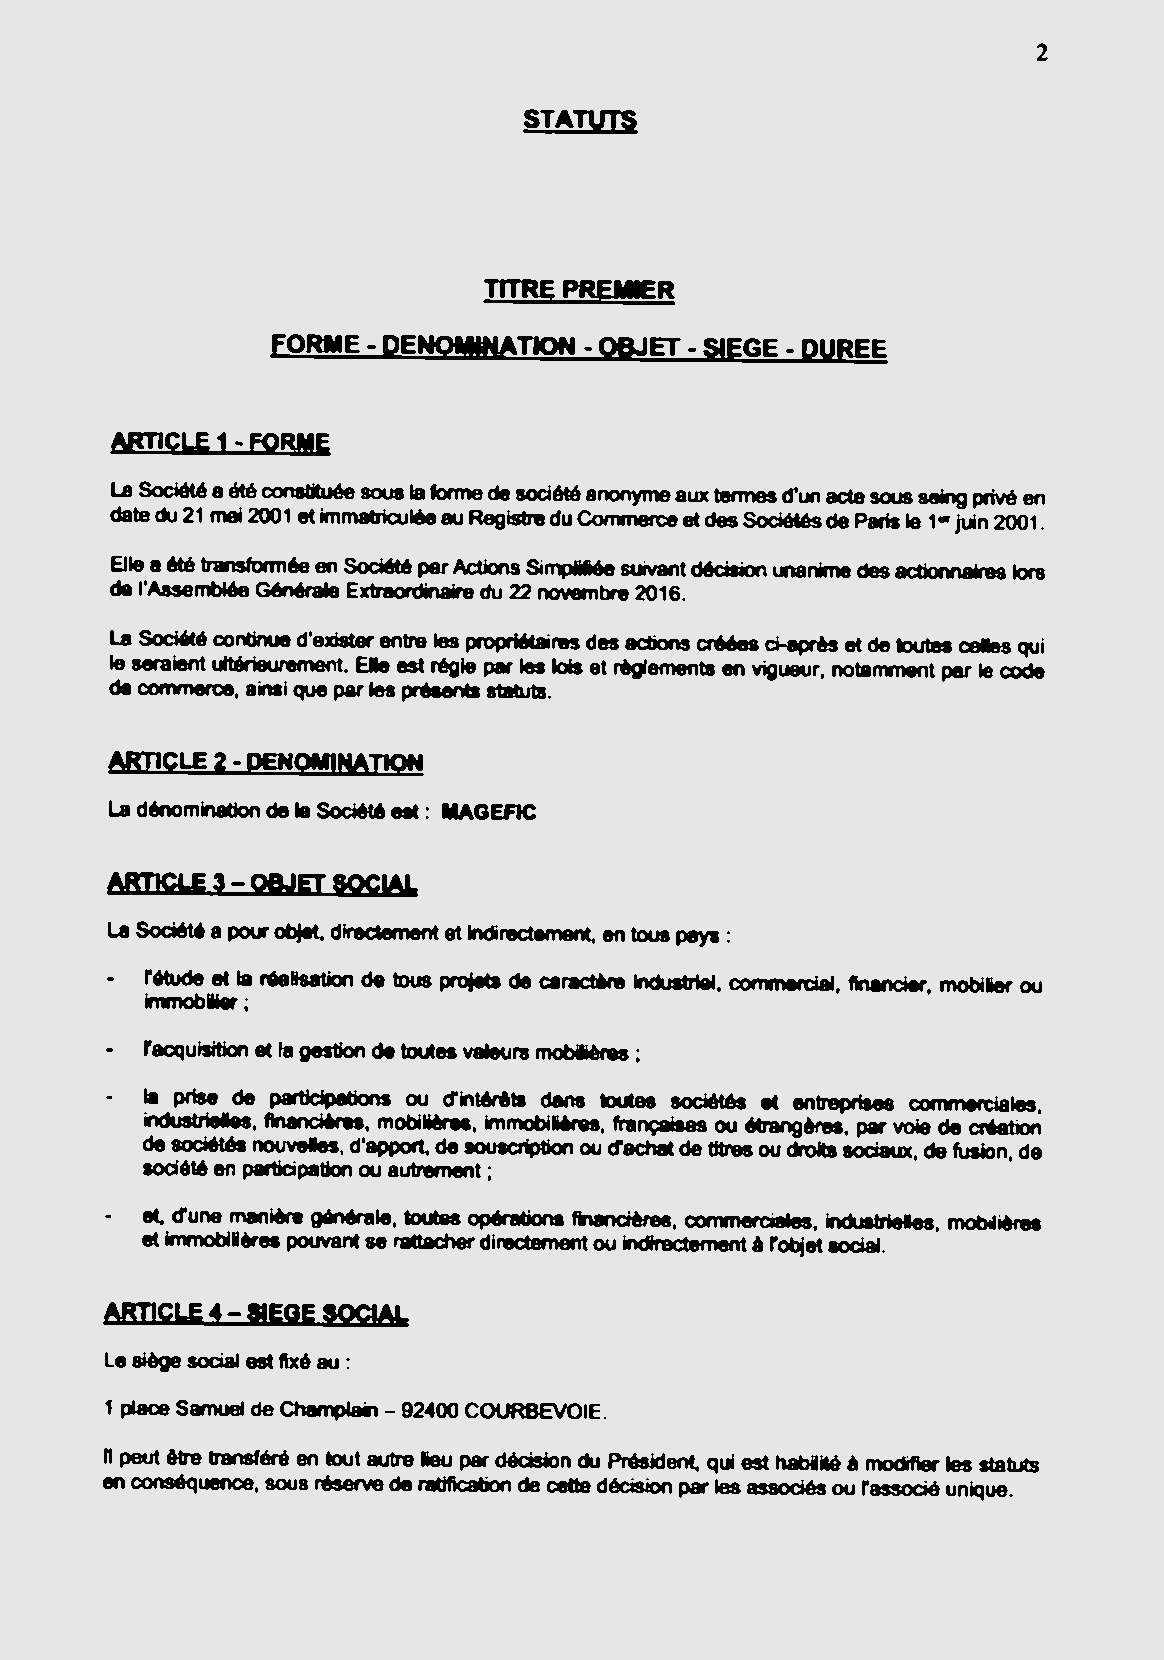 2
STATUTS
TITRE PREMIER
FORME - DENOMINATION - OBJET - SIEGE - DUREE
ARTICLE 1 - FORME
La Société a été constituée sous la forme de société anonyme aux termes d'un acte sous seing privé en
date du 21 mai 2001 et immatriculée au Registre du Commerce et des Sociétés de Paris le 1er juin 2001.
Elle a été transformée en Société par Actions Simplifiée suivant décision unanime des actionnaires lors
de l'Assemblée Générale Extraordinaire du 22 novembre 2016.
La Société continue d'exister entre les propriétaires des actions créées ci-après et de toutes celles qui
le seraient ultérieurement. Elle est régie par les lois et règlements en vigueur, notamment par le code
de commerce, ainsi que par les présents statuts.
ARTICLE 2 - DENOMINATION
La dénomination de la Société est : MAGEFIC
ARTICLE 3 – OBJET SOCIAL
La Société a pour objet, directement et indirectement, en tous pays :
- l'étude et la réalisation de tous projets de caractère industriel, commercial, financier, mobilier ou
immobilier ;
- l'acquisition et la gestion de toutes valeurs mobilières ;
- la prise de participations ou d'intérêts dans toutes sociétés et entreprises commerciales,
industrielles, financières, mobilières, immobilières, françaises ou étrangères, par voie de création
de sociétés nouvelles, d'apport, de souscription ou d'achat de titres ou droits sociaux, de fusion, de
société en participation ou autrement ;
- et, d'une manière générale, toutes opérations financières, commerciales, industrielles, mobilières
et immobilières pouvant se rattacher directement ou indirectement à l'objet social.
ARTICLE 4 – SIEGE SOCIAL
Le siège social est fixé au :
1 place Samuel de Champlain – 92400 COURBEVOIE.
Il peut être transféré en tout autre lieu par décision du Président, qui est habilité à modifier les statuts
en conséquence, sous réserve de ratification de cette décision par les associés ou l'associé unique.